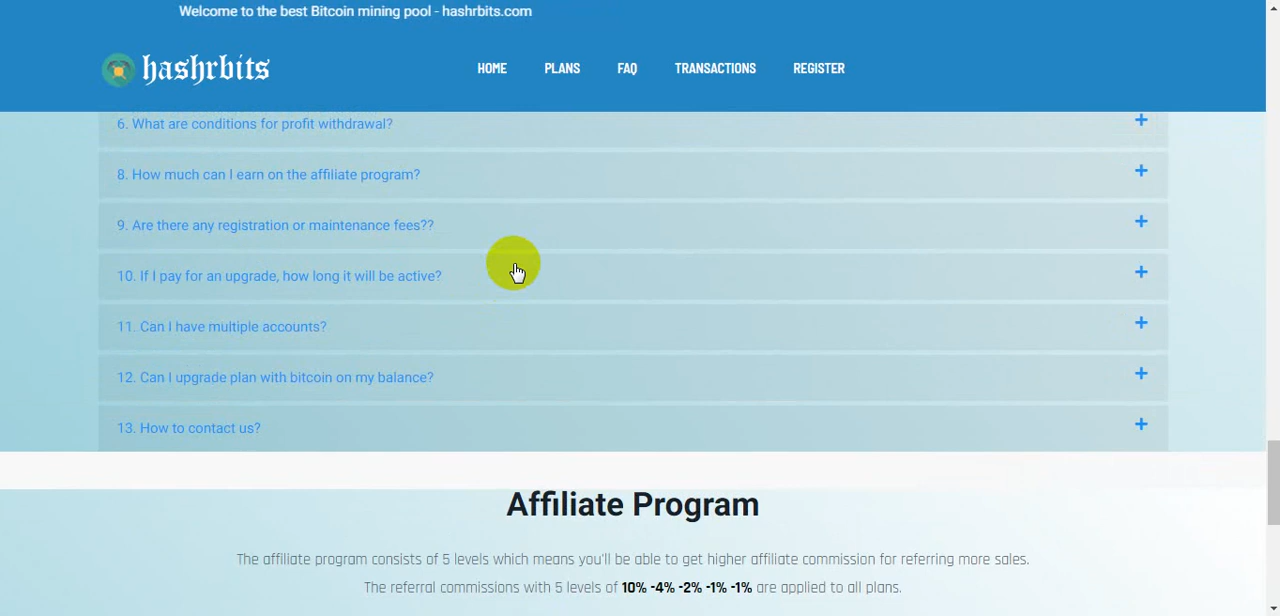 Welcome to the best Bitcoin mining pool - hashrbits.com
hashrbits
HOME PLANS FAQ TRANSACTIONS REGISTER
6. What are conditions for profit withdrawal?
8. How much can I earn on the affiliate program?
9. Are there any registration or maintenance fees??
10. If I pay for an upgrade, how long it will be active?
11. Can I have multiple accounts?
12. Can I upgrade plan with bitcoin on my balance?
13. How to contact us?
Affiliate Program
The affiliate program consists of 5 levels which means you'll be able to get higher affiliate commission for referring more sales.
The referral commissions with 5 levels of 10% -4% -2% -1% -1% are applied to all plans.